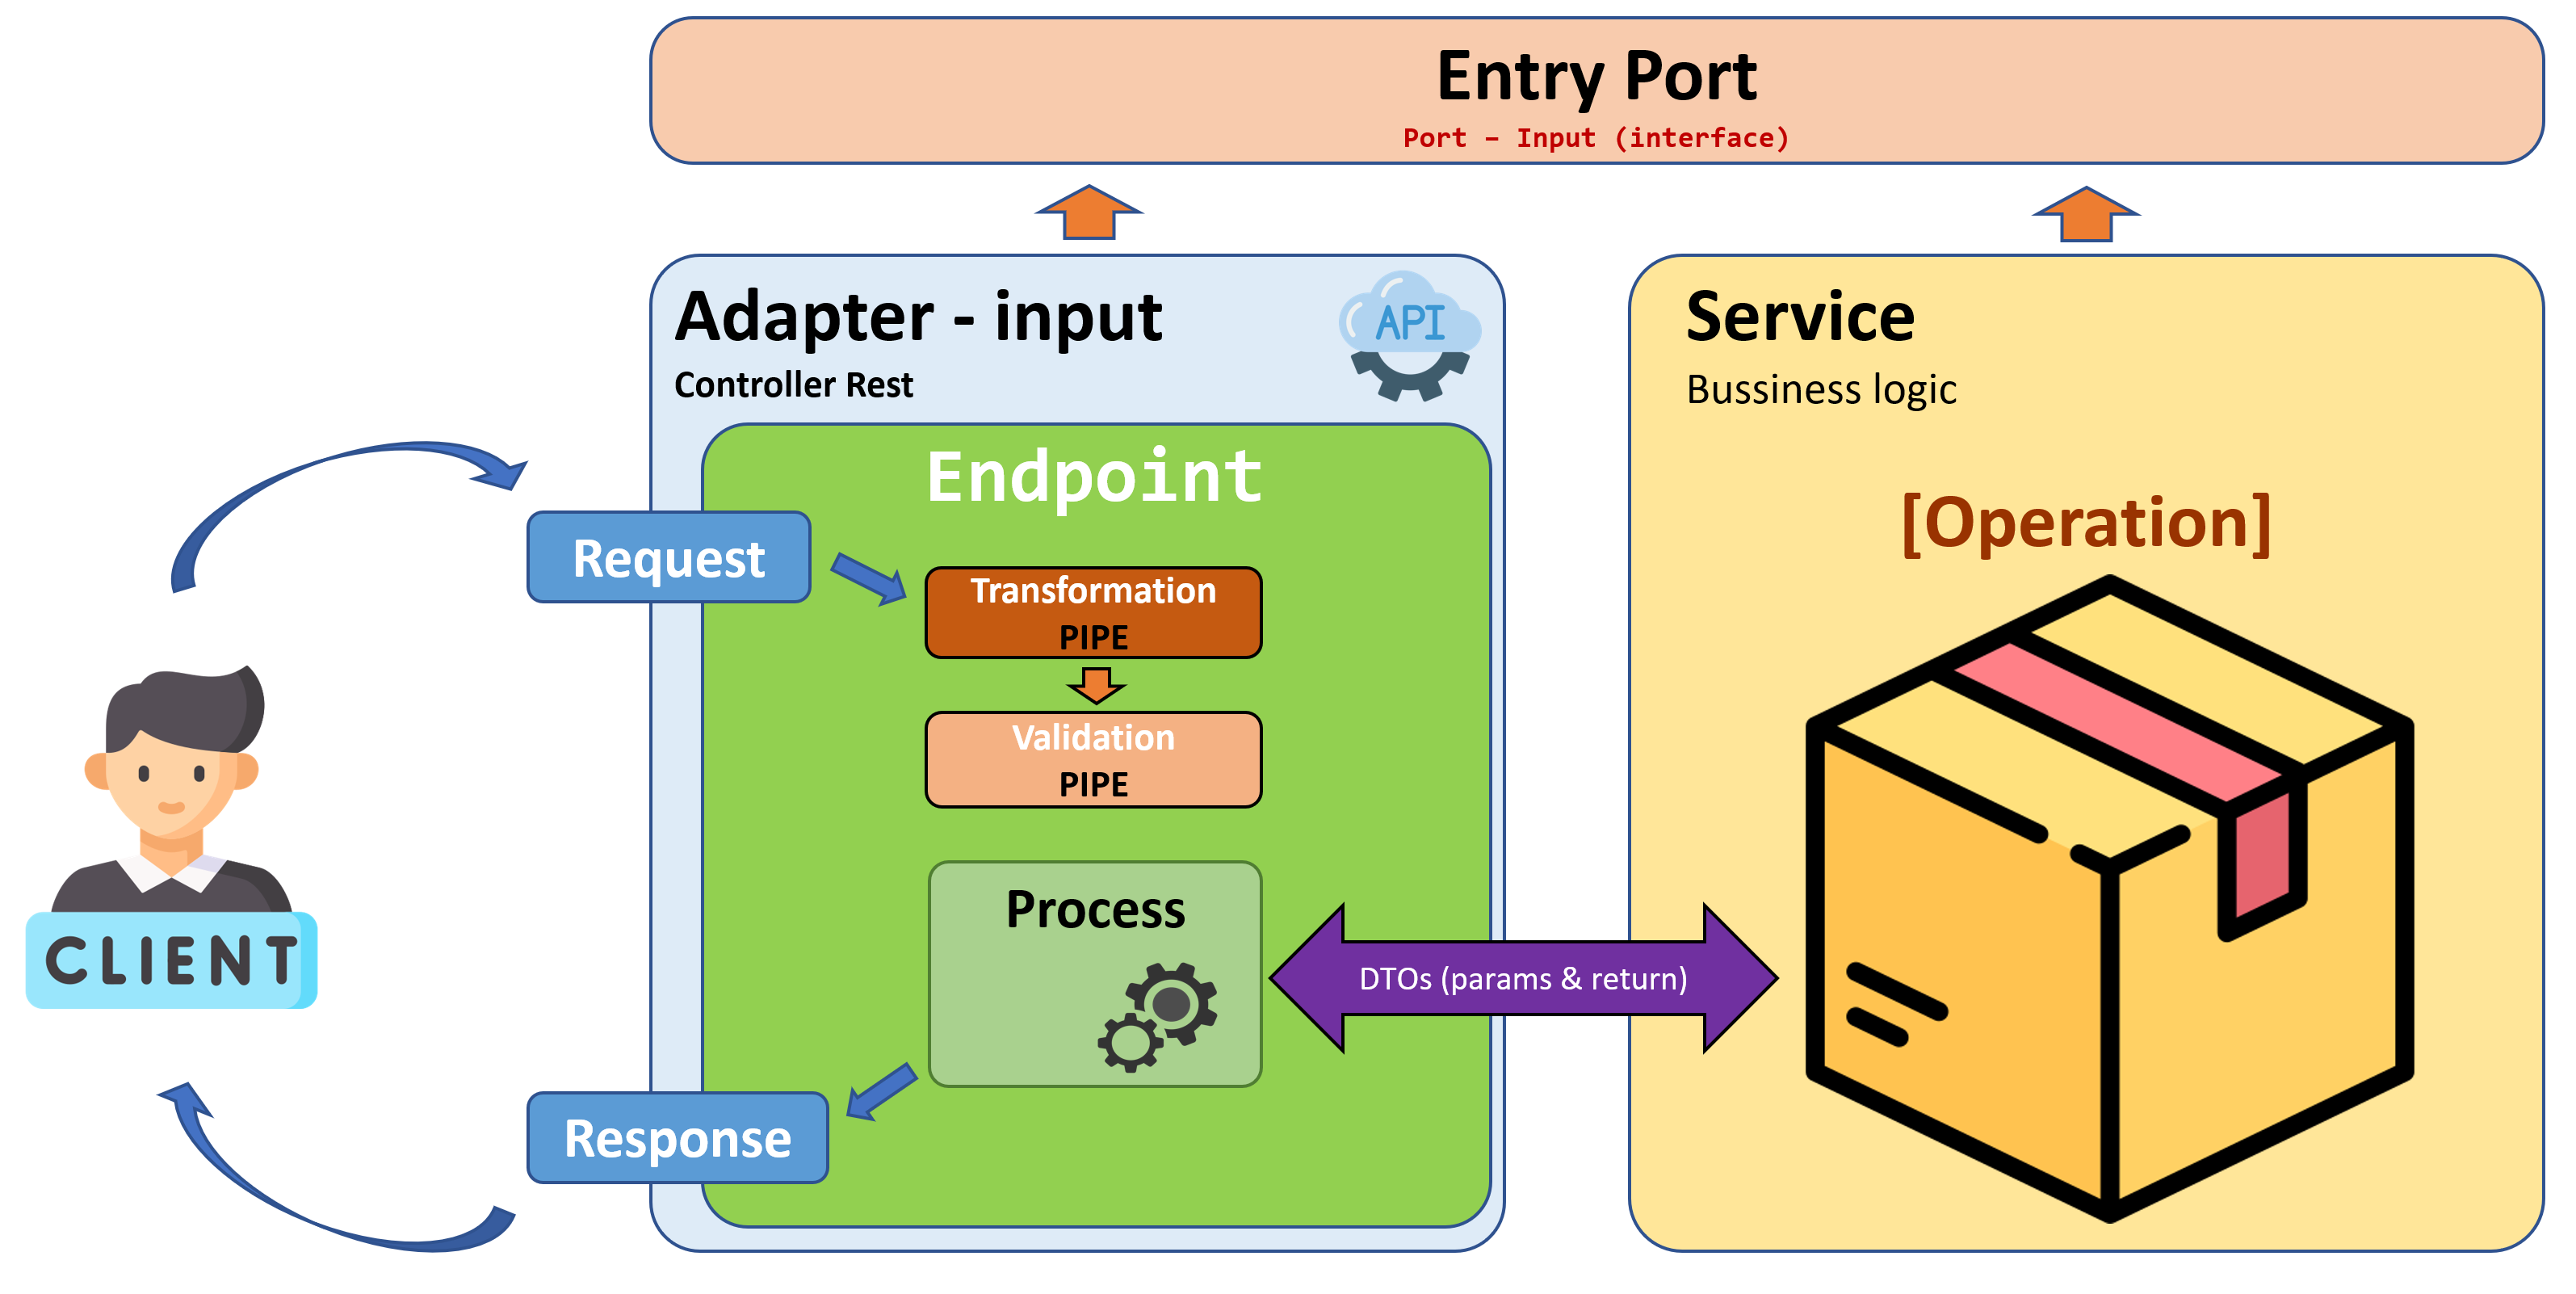 Entry Port
Port – Input (interface)
Adapter - input
Controller Rest
API
Endpoint
Request
Transformation
PIPE
Validation
PIPE
Process
Response
CLIENT
DTOs (params & return)
Service
Bussiness logic
[Operation]